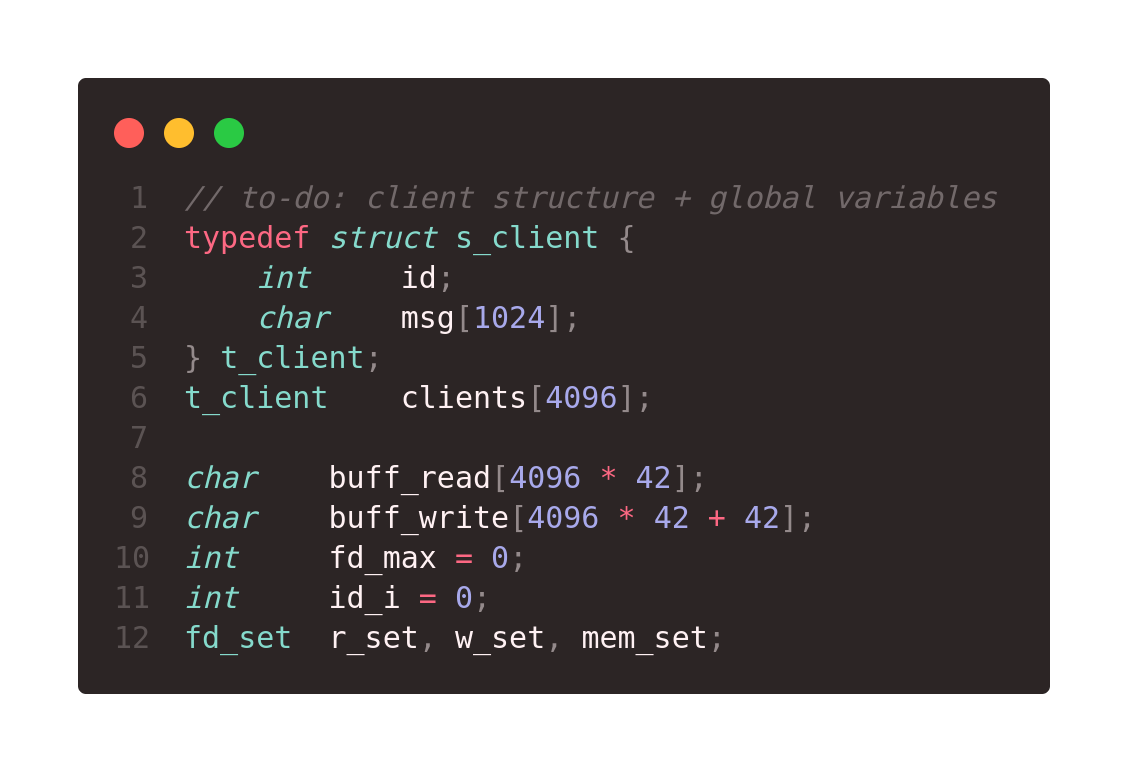 1 // to-do: client structure + global variables
2 typedef struct s_client {
3     int     id;
4     char    msg[1024];
5 } t_client;
6 t_client    clients[4096];
7
8 char    buff_read[4096 * 42];
9 char    buff_write[4096 * 42 + 42];
10 int     fd_max = 0;
11 int     id_i = 0;
12 fd_set  r_set, w_set, mem_set;